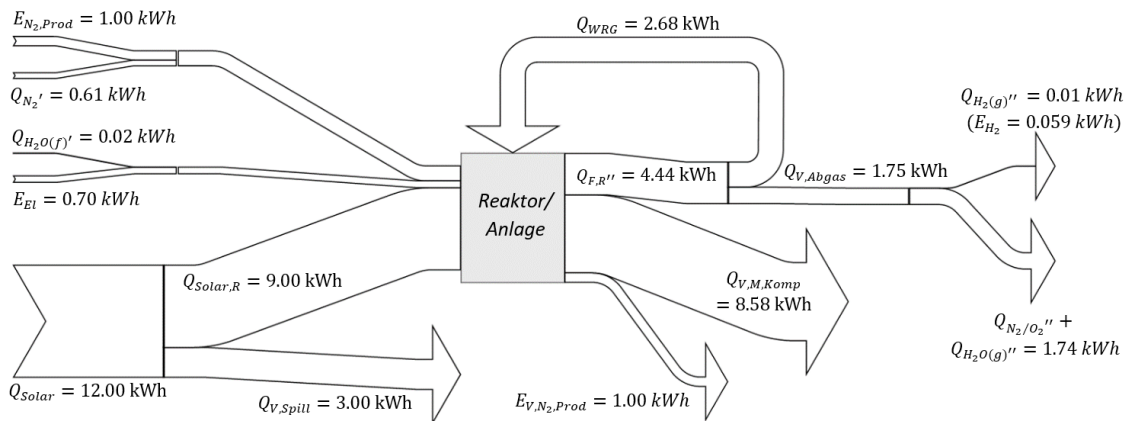 E_{N_2,Prod} = 1.00 kWh
Q_{N_2}' = 0.61 kWh
Q_{H_2O(f)}' = 0.02 kWh
E_{El} = 0.70 kWh
Q_{Solar,R} = 9.00 kWh
Q_{Solar} = 12.00 kWh
Q_{V,Spill} = 3.00 kWh
Q_{WRG} = 2.68 kWh
Reaktor/
Anlage
Q_{F,R''} = 4.44 kWh
Q_{V,M,Komp}
= 8.58 kWh
E_{V,N_2,Prod} = 1.00 kWh
Q_{V,Abgas} = 1.75 kWh
Q_{H_2(g)''} = 0.01 kWh
(E_{H_2} = 0.059 kWh)
Q_{N_2/O_2''} +
Q_{H_2O(g)''} = 1.74 kWh